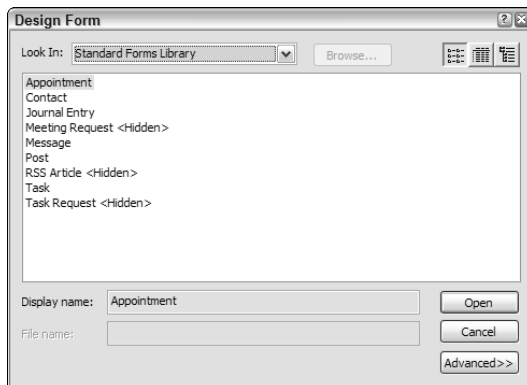 Design Form
Look In: Standard Forms Library Browse...
Appointment
Contact
Journal Entry
Meeting Request <Hidden>
Message
Post
RSS Article <Hidden>
Task
Task Request <Hidden>
Display name: Appointment Open
File name: Cancel
Advanced>>